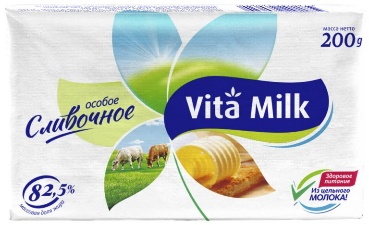 масса нетто
200g
особое
Сливочное
Vita Milk
82,5%
массовая доля жира
Здоровое
питание
Из цельного
МОЛОКА!